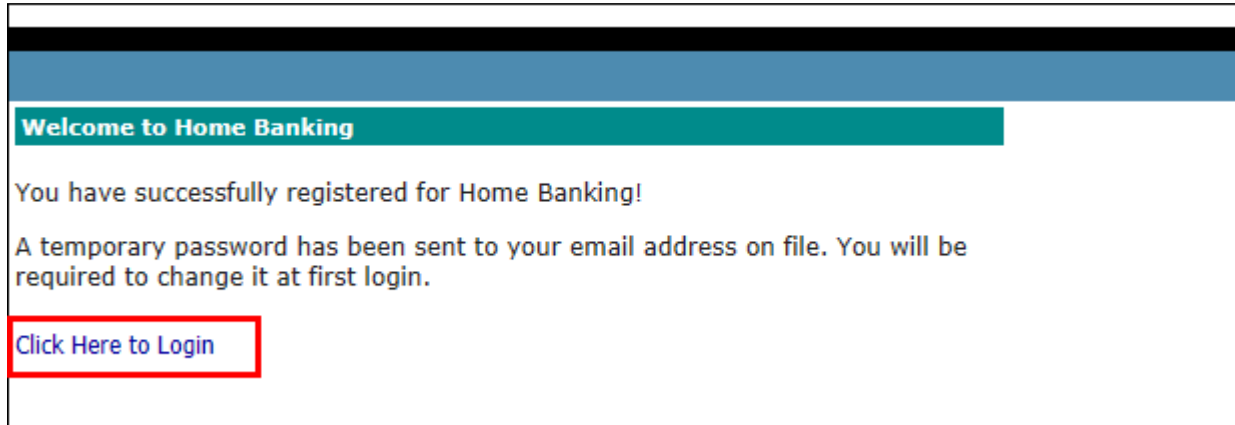 Welcome to Home Banking
You have successfully registered for Home Banking!
A temporary password has been sent to your email address on file. You will be
required to change it at first login.
Click Here to Login